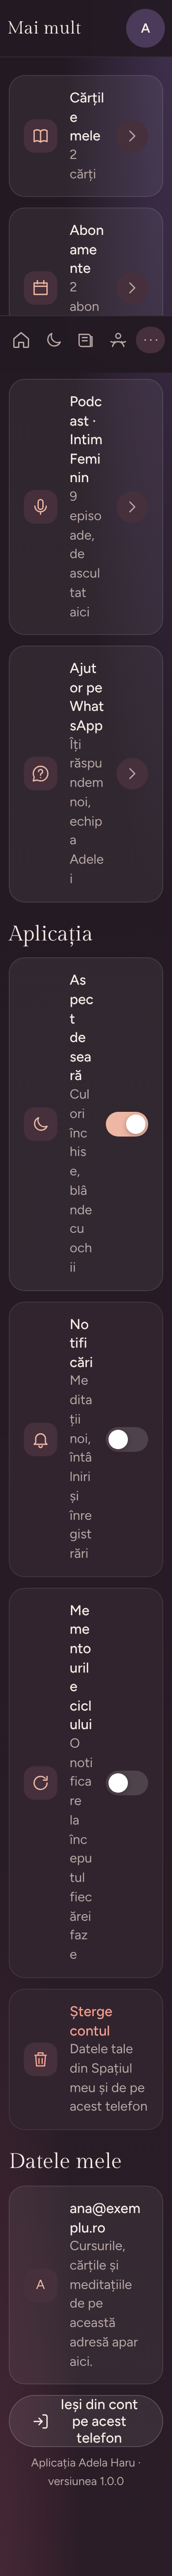 Mai mult
A
Cărțil
e
mele
2
cărți
Abon
ame
nte
2
abon
Podc
ast ·
Intim
Femi
nin
9
episo
ade,
de
ascul
tat
aici
Ajut
or pe
What
sApp
Îți
răspu
ndem
noi,
echip
a
Adele
i
Aplicația
As
pec
t
de
sea
ră
Cul
ori
înc
his
e,
blâ
nde
cu
och
ii
No
tifi
cări
Me
dita
ții
noi,
întâ
lniri
și
înre
gist
rări
Me
me
nto
uril
e
cicl
ului
O
noti
fica
re
la
înc
epu
tul
fiec
ărei
faz
e
Șterge
contul
Datele tale
din Spațiul
meu și de pe
acest telefon
Datele mele
A
ana@exem
plu.ro
Cursurile,
cărțile și
meditațiile
de pe
această
adresă apar
aici.
Ieși din cont
pe acest
telefon
Aplicația Adela Haru ·
versiunea 1.0.0